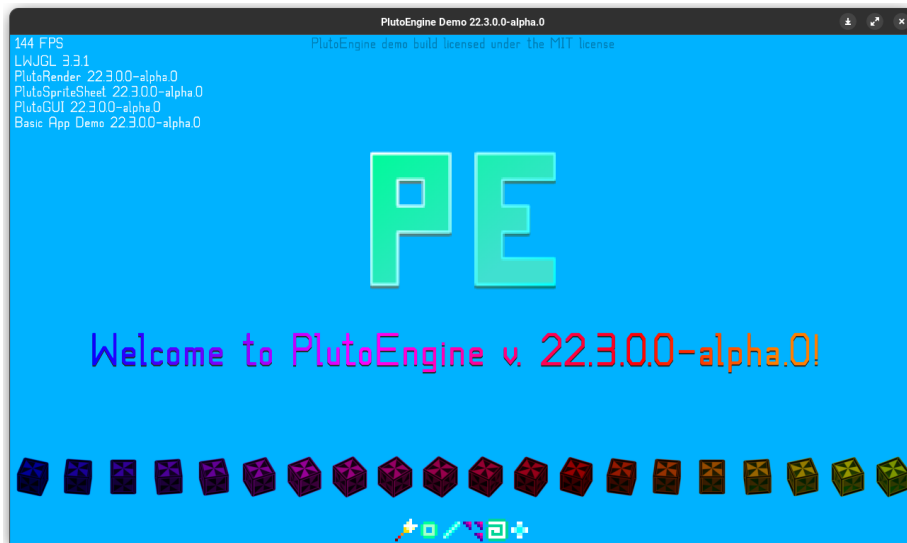 PlutoEngine Demo 22.3.0.0-alpha.0
144 FPS
PlutoEngine demo build licensed under the MIT license
LWJGL 3.3.1
PlutoRender 22.3.0.0-alpha.0
PlutoSpriteSheet 22.3.0.0-alpha.0
PlutoGUI 22.3.0.0-alpha.0
Basic App Demo 22.3.0.0-alpha.0
PE
Welcome to PlutoEngine v. 22.3.0.0-alpha.0!